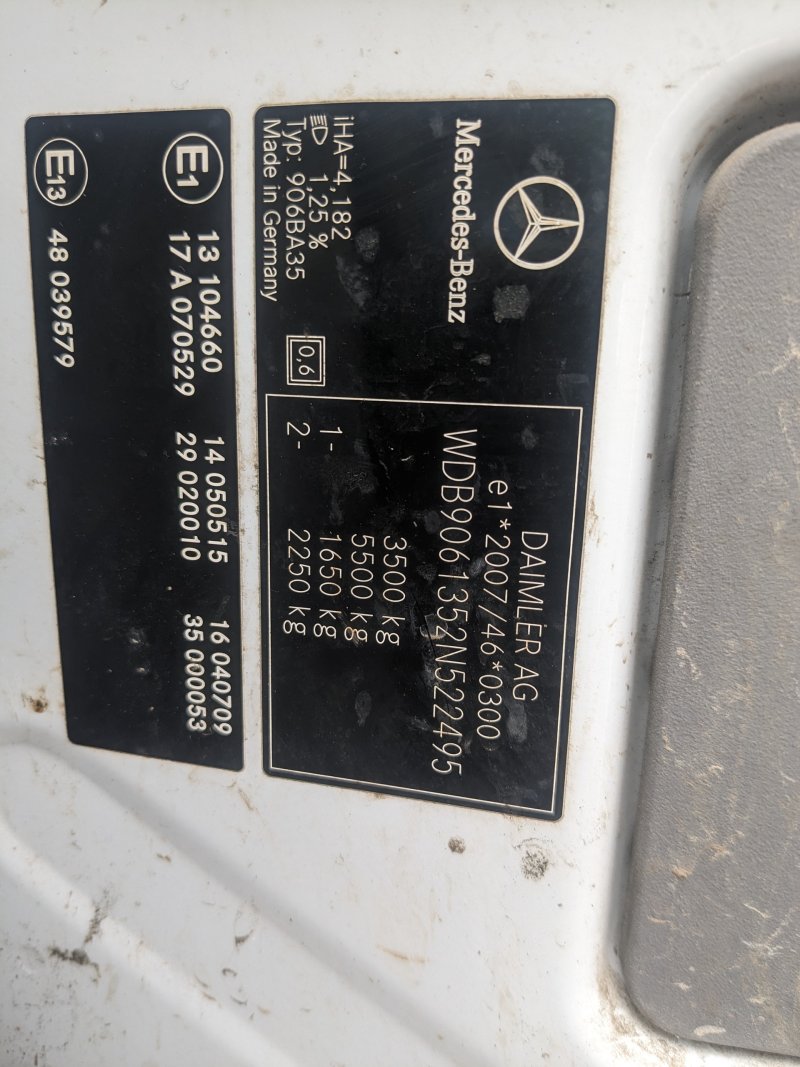 Mercedes-Benz
iHA=4,182
1,25 %
Typ: 906BA35
Made in Germany
0,6
DAIMLER AG
e1*2007/46*0300
WDB9061352N522495
3500 kg
5500 kg
1- 1650 kg
2- 2250 kg
E1 13 104660 14 050515 16 040709
17 A 070529 29 020010 35 000053
E13 48 039579